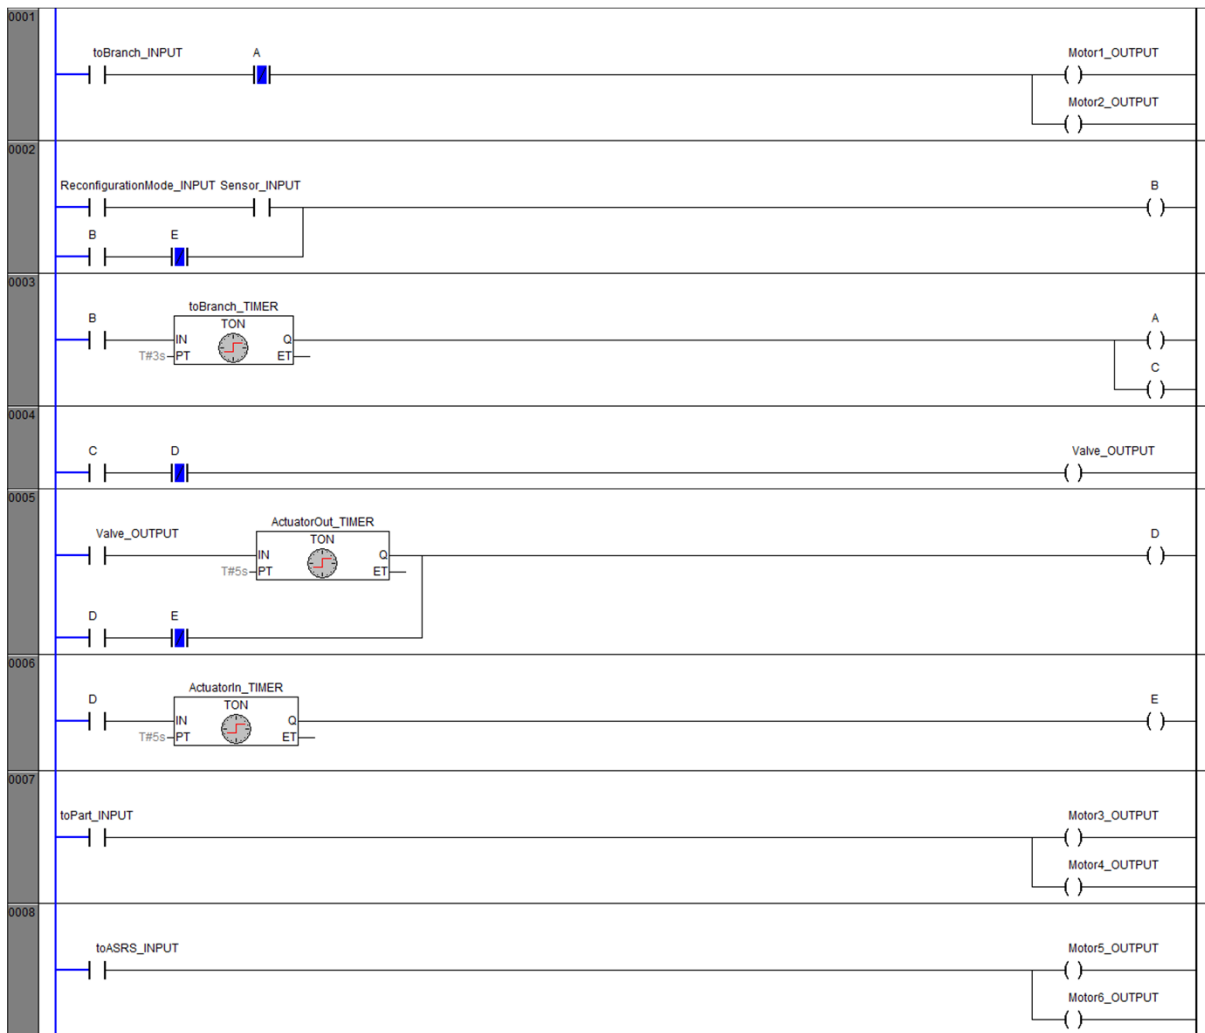 0001
toBranch_INPUT A Motor1_OUTPUT
Motor2_OUTPUT
0002
ReconfigurationMode_INPUT Sensor_INPUT B
B E
0003
toBranch_TIMER
B TON A
IN Q
T#3s PT ET
C
0004
C D Valve_OUTPUT
0005
ActuatorOut_TIMER
Valve_OUTPUT TON D
IN Q
T#5s PT ET
D E
0006
ActuatorIn_TIMER
D TON E
IN Q
T#5s PT ET
0007
toPart_INPUT Motor3_OUTPUT
Motor4_OUTPUT
0008
toASRS_INPUT Motor5_OUTPUT
Motor6_OUTPUT